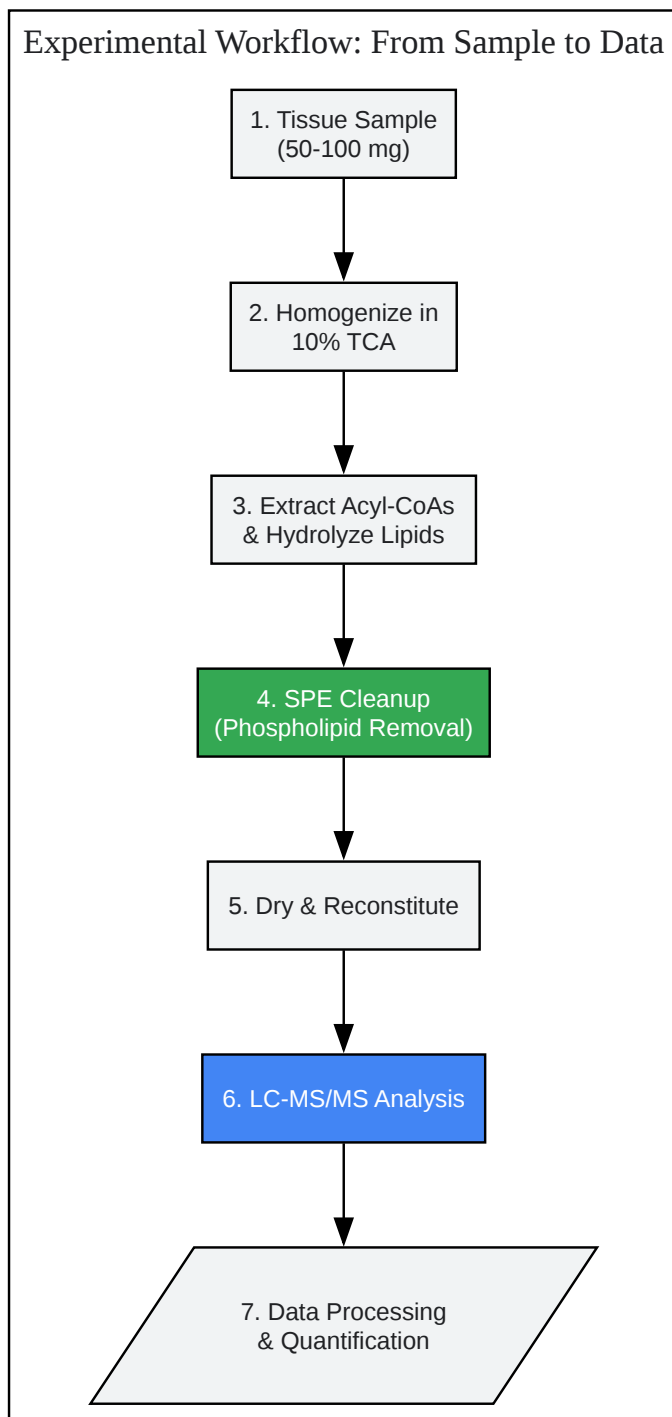 Experimental Workflow: From Sample to Data
1. Tissue Sample
(50-100 mg)
2. Homogenize in
10% TCA
3. Extract Acyl-CoAs
& Hydrolyze Lipids
4. SPE Cleanup
(Phospholipid Removal)
5. Dry & Reconstitute
6. LC-MS/MS Analysis
7. Data Processing
& Quantification